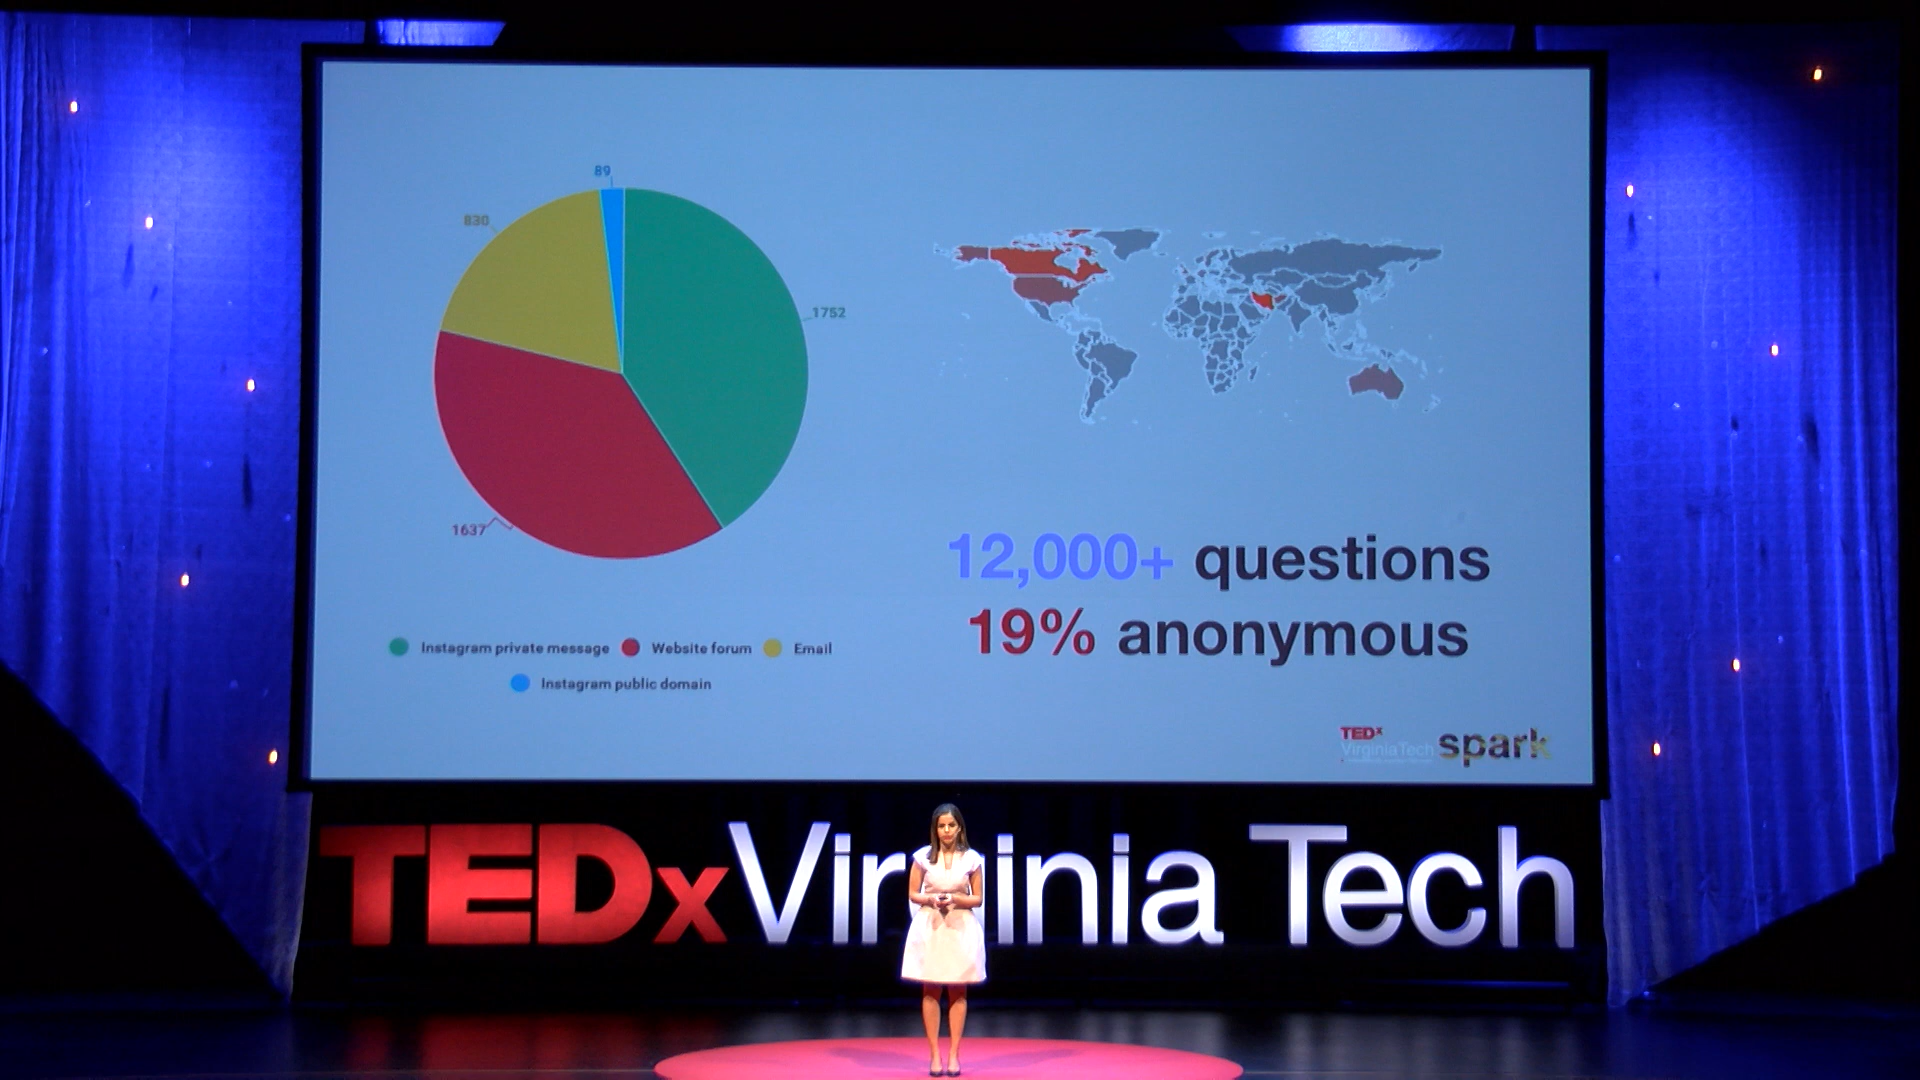 89
830
1752
1637
Instagram private message Website forum Email
Instagram public domain
12,000+ questions
19% anonymous
TEDx
VirginiaTech
spark
TEDxVirginia Tech